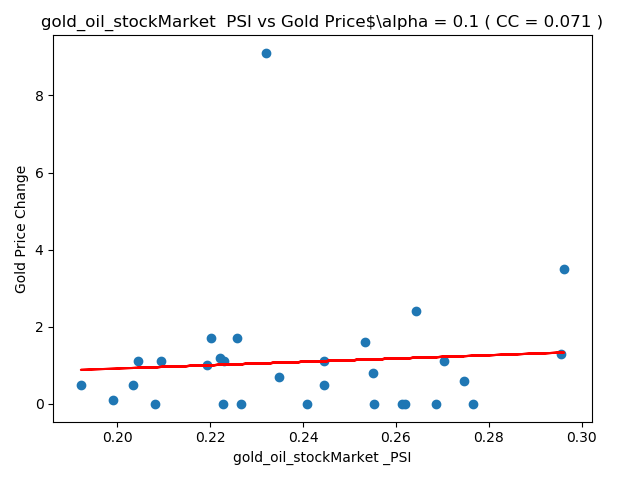 gold_oil_stockMarket  PSI vs Gold Price$\alpha = 0.1 ( CC = 0.071 )
Gold Price Change
8
6
4
2
0
0.20 0.22 0.24 0.26 0.28 0.30
gold_oil_stockMarket _PSI